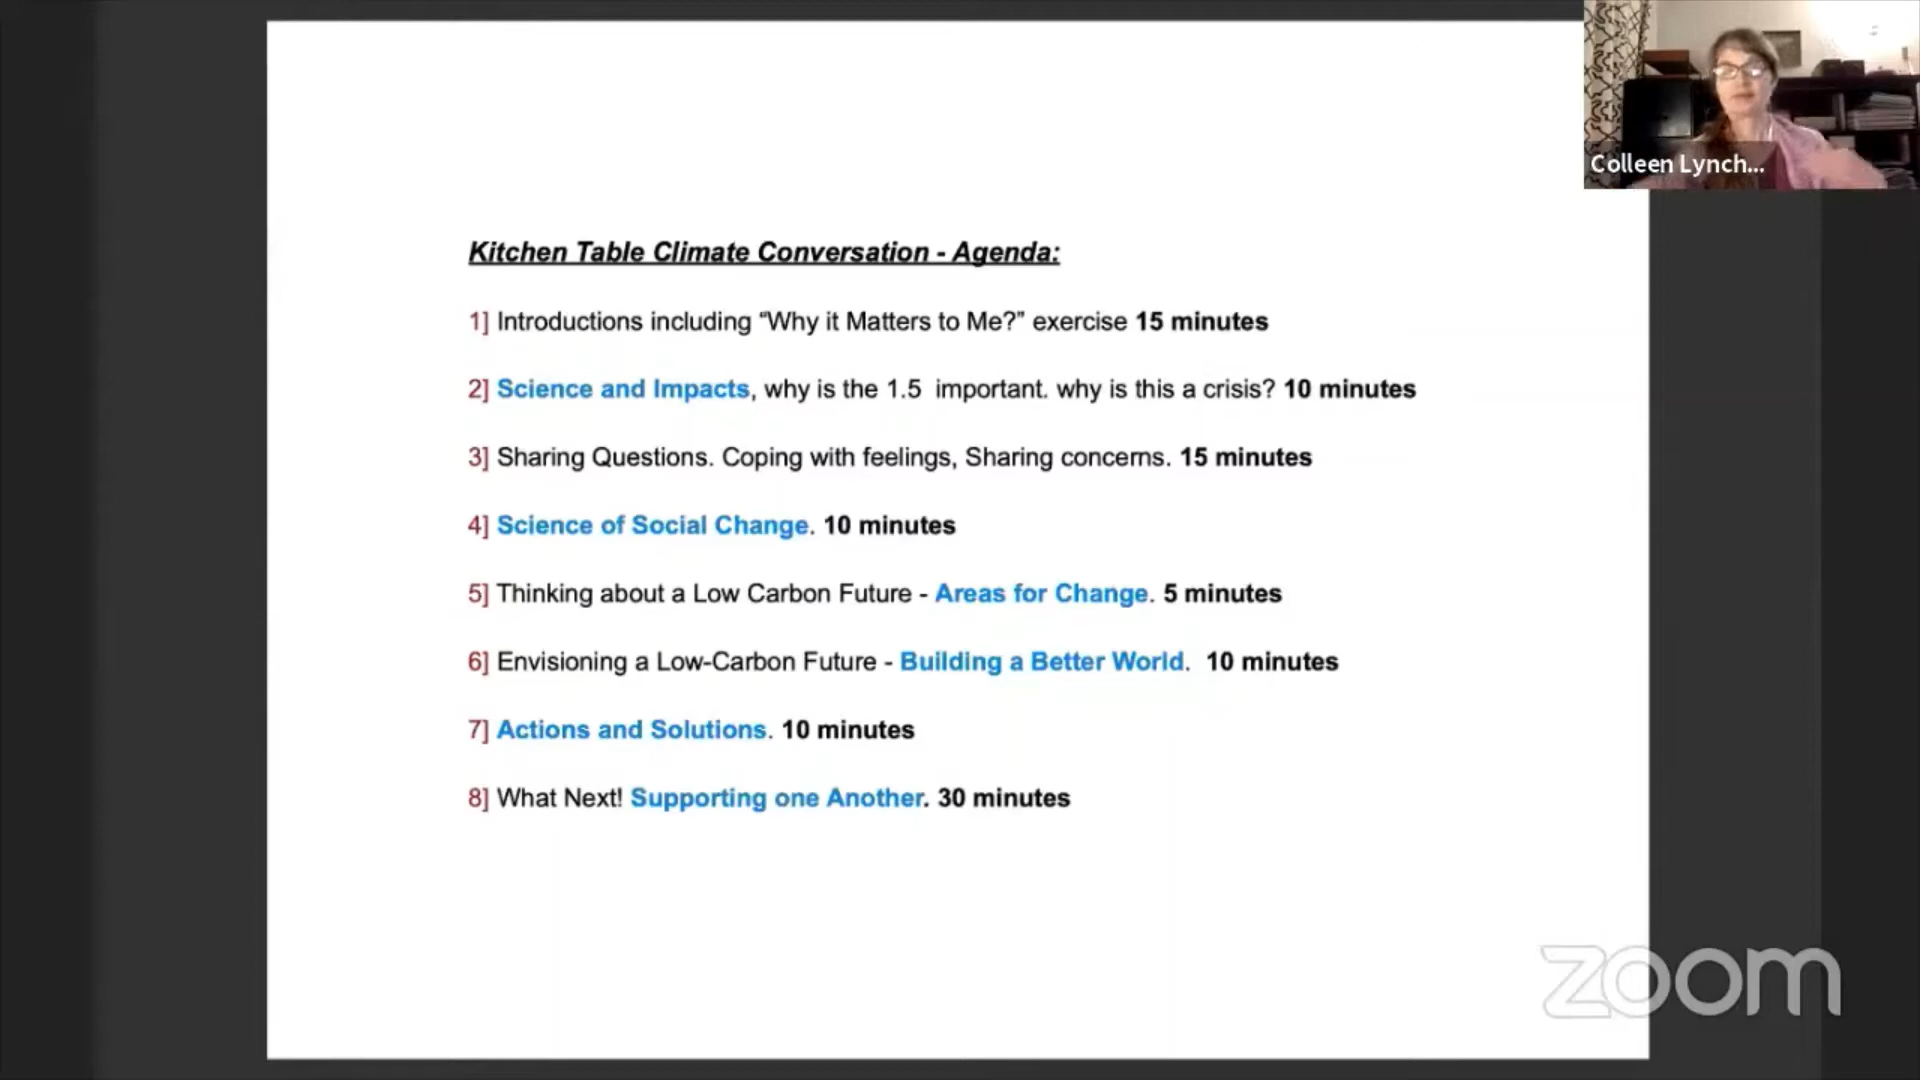 Colleen Lynch...
Kitchen Table Climate Conversation - Agenda:
1] Introductions including “Why it Matters to Me?” exercise 15 minutes
2] Science and Impacts, why is the 1.5 important. why is this a crisis? 10 minutes
3] Sharing Questions. Coping with feelings, Sharing concerns. 15 minutes
4] Science of Social Change. 10 minutes
5] Thinking about a Low Carbon Future - Areas for Change. 5 minutes
6] Envisioning a Low-Carbon Future - Building a Better World. 10 minutes
7] Actions and Solutions. 10 minutes
8] What Next! Supporting one Another. 30 minutes
zoom